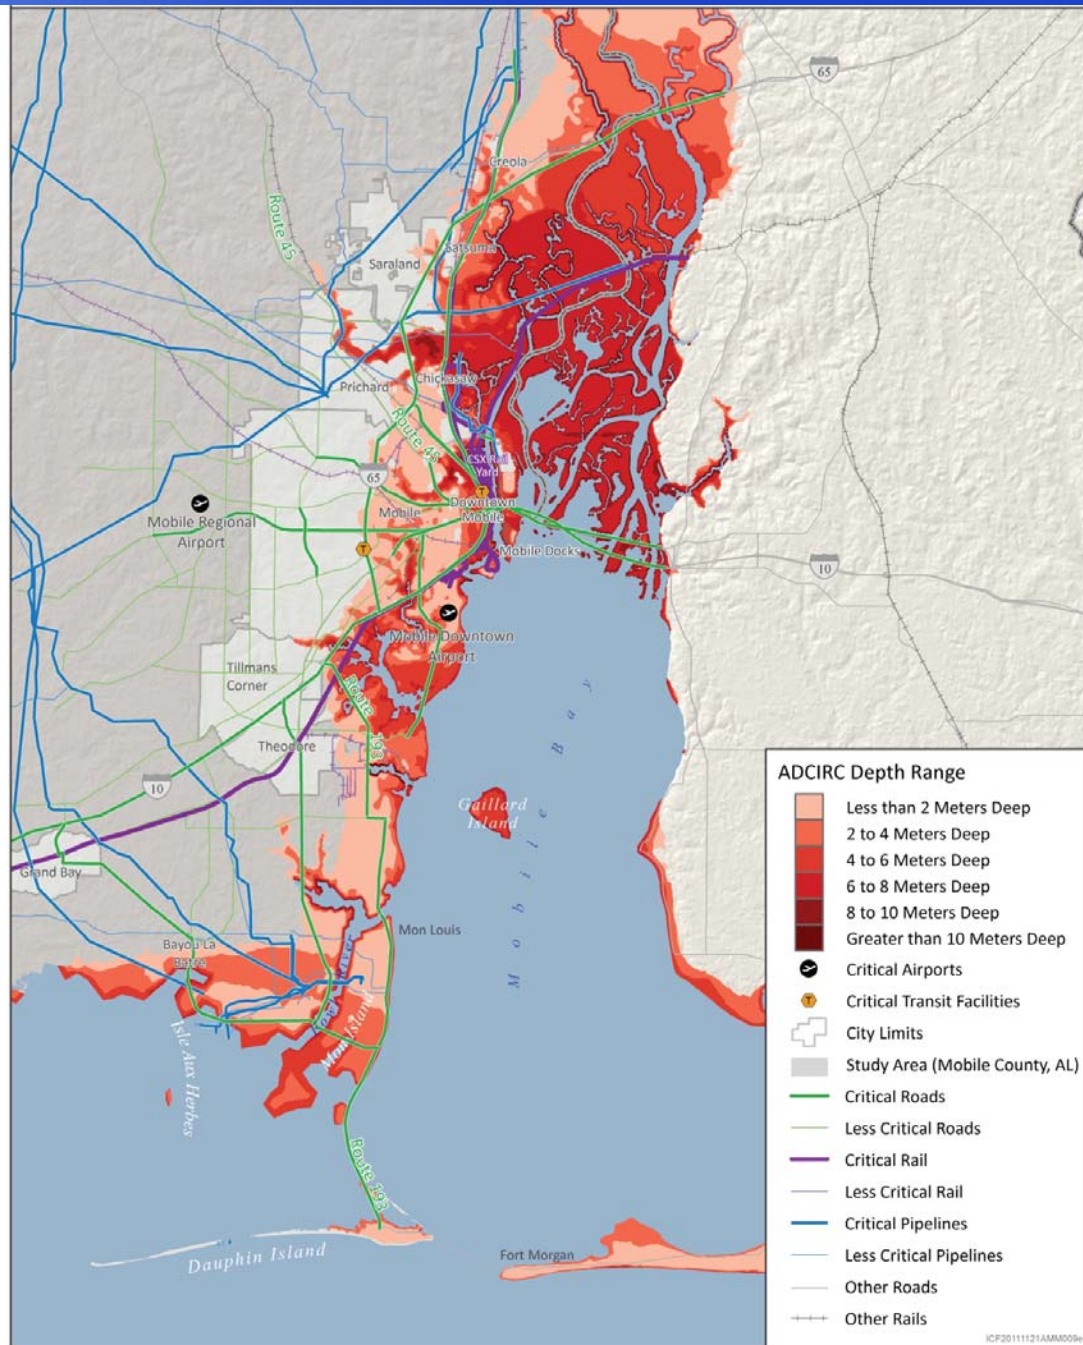 65
Creola
Route 45
Satsuma
Saraland
Chickasaw
Prichard
Route 45
CSX Rail
Yard
65
Downtown
Mobile
Mobile
Mobile Regional
Airport
Mobile Docks
10
Mobile Downtown
Airport
Tillmans
Corner
Route 193
Theodore
10
Mobile Bay
Gaillard
Island
Grand Bay
Mon Louis
Bayou La
Batre
River
Mon Island
Isle Aux Herbes
Route 193
Dauphin Island
Fort Morgan
ADCIRC Depth Range
Less than 2 Meters Deep
2 to 4 Meters Deep
4 to 6 Meters Deep
6 to 8 Meters Deep
8 to 10 Meters Deep
Greater than 10 Meters Deep
Critical Airports
T Critical Transit Facilities
City Limits
Study Area (Mobile County, AL)
Critical Roads
Less Critical Roads
Critical Rail
Less Critical Rail
Critical Pipelines
Less Critical Pipelines
Other Roads
Other Rails
ICF20111121AMM009e